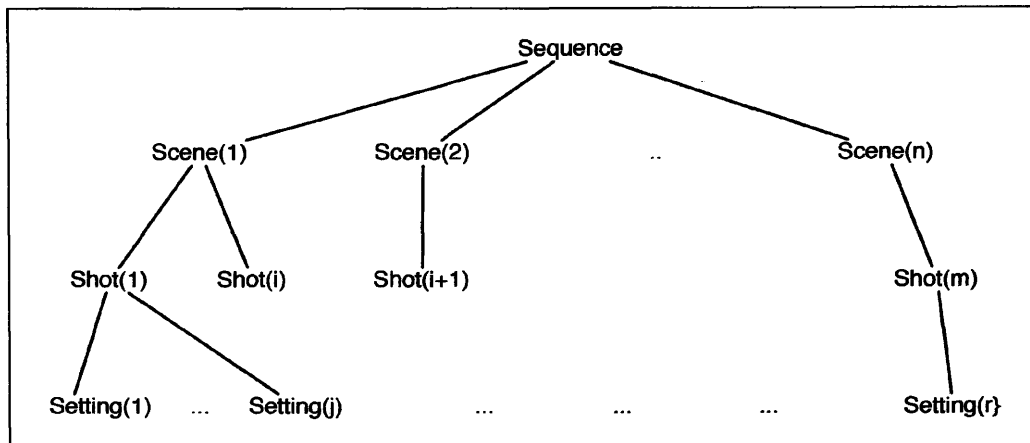 Sequence
Scene(1) Scene(2) .. Scene(n)
Shot(1) Shot(i) Shot(i+1) Shot(m)
Setting(1) ... Setting(j) ... ... ... Setting(r}